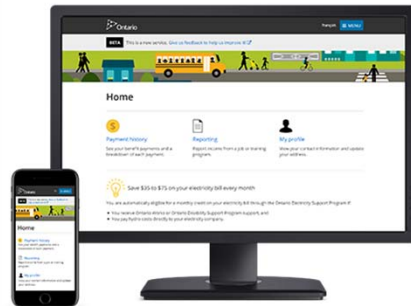 Ontario
Français
MENU
BETA This is a new service. Give us feedback to help us improve it!
Home
Payment history
See your benefit payments and a
breakdown of each payment.
Reporting
Report income from a job or training
program.
My profile
View your contact information and update
your address.
Save $35 to $75 on your electricity bill every month
You are automatically eligible for a monthly credit on your electricity bill through the Ontario Electricity Support Program if
You receive Ontario Works or Ontario Disability Support Program support, and
You pay hydro costs directly to your electricity company.
Ontario
Home
Payment history
Reporting
My profile